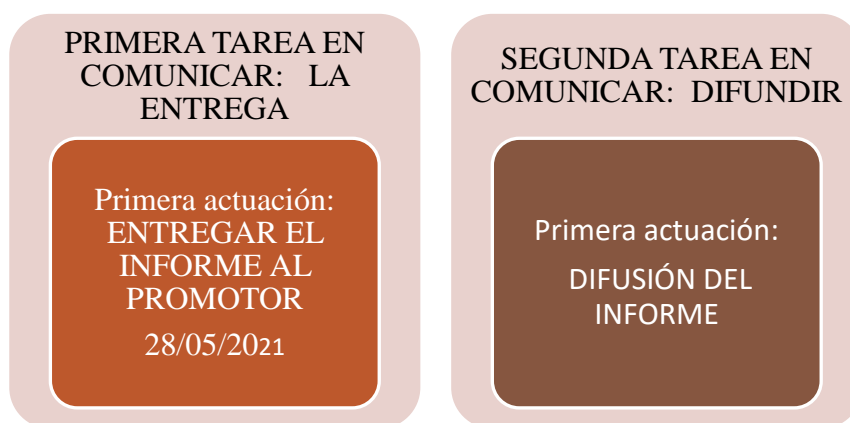 PRIMERA TAREA EN
COMUNICAR: LA
ENTREGA
Primera actuación:
ENTREGAR EL
INFORME AL
PROMOTOR
28/05/2021
SEGUNDA TAREA EN
COMUNICAR: DIFUNDIR
Primera actuación:
DIFUSIÓN DEL
INFORME